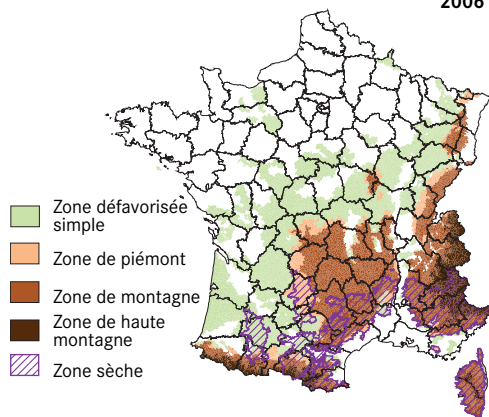 2006
Zone défavorisée
simple
Zone de piémont
Zone de montagne
Zone de haute
montagne
Zone sèche